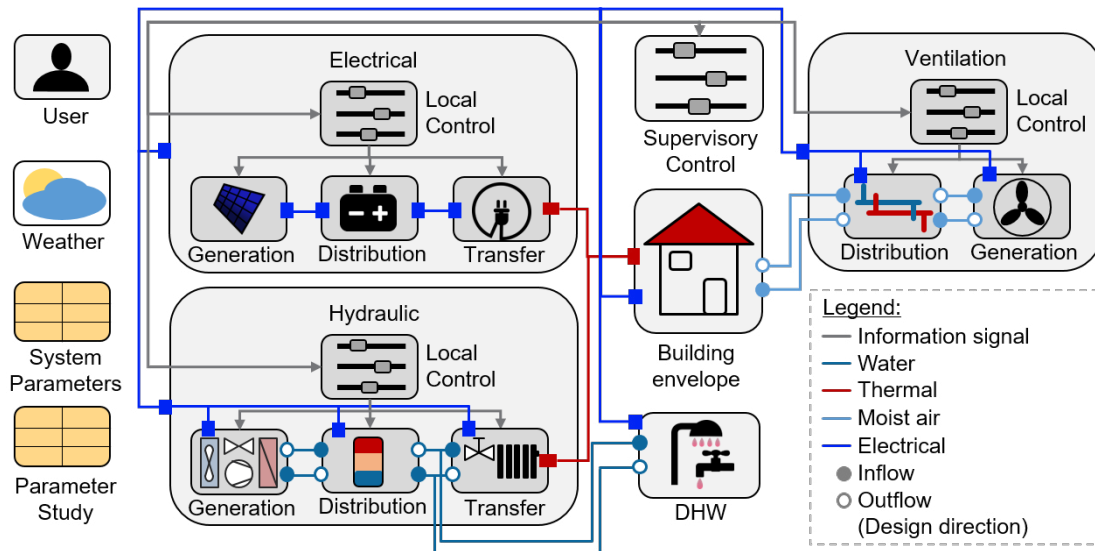 User
Weather
System
Parameters
Parameter
Study
Electrical
Local
Control
Generation
Distribution
Transfer
Hydraulic
Local
Control
Generation
Distribution
Transfer
Supervisory
Control
Building
envelope
DHW
Ventilation
Local
Control
Distribution
Generation
Legend:
Information signal
Water
Thermal
Moist air
Electrical
Inflow
Outflow
(Design direction)